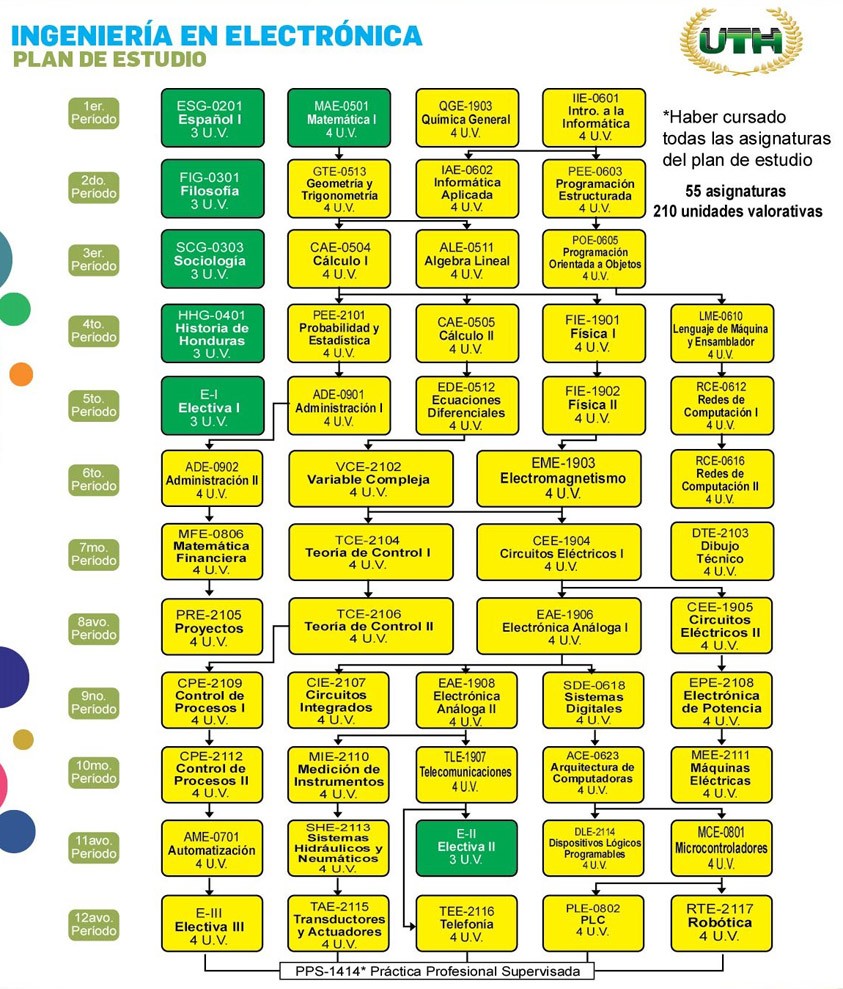 INGENIERÍA EN ELECTRÓNICA
PLAN DE ESTUDIO
UTH
*Haber cursado
todas las asignaturas
del plan de estudio
55 asignaturas
210 unidades valorativas
1er.
Período
ESG-0201
Español I
3 U.V.
MAE-0501
Matemática I
4 U.V.
QGE-1903
Química General
4 U.V.
IIE-0601
Intro. a la
Informática
4 U.V.
2do.
Período
FIG-0301
Filosofía
3 U.V.
GTE-0513
Geometría y
Trigonometría
4 U.V.
IAE-0602
Informática
Aplicada
4 U.V.
PEE-0603
Programación
Estructurada
4 U.V.
3er.
Período
SCG-0303
Sociología
3 U.V.
CAE-0504
Cálculo I
4 U.V.
ALE-0511
Algebra Lineal
4 U.V.
POE-0605
Programación
Orientada a Objetos
4 U.V.
4to.
Período
HHG-0401
Historia de
Honduras
3 U.V.
PEE-2101
Probabilidad y
Estadística
4 U.V.
CAE-0505
Cálculo II
4 U.V.
FIE-1901
Física I
4 U.V.
LME-0610
Lenguaje de Máquina
y Ensamblador
4 U.V.
5to.
Período
E-I
Electiva I
3 U.V.
ADE-0901
Administración I
4 U.V.
EDE-0512
Ecuaciones
Diferenciales
4 U.V.
FIE-1902
Física II
4 U.V.
RCE-0612
Redes de
Computación I
4 U.V.
6to.
Período
ADE-0902
Administración II
4 U.V.
VCE-2102
Variable Compleja
4 U.V.
EME-1903
Electromagnetismo
4 U.V.
RCE-0616
Redes de
Computación II
4 U.V.
7mo.
Período
MFE-0806
Matemática
Financiera
4 U.V.
TCE-2104
Teoría de Control I
4 U.V.
CEE-1904
Circuitos Eléctricos I
4 U.V.
DTE-2103
Dibujo
Técnico
4 U.V.
8avo.
Período
PRE-2105
Proyectos
4 U.V.
TCE-2106
Teoría de Control II
4 U.V.
EAE-1906
Electrónica Análoga I
4 U.V.
CEE-1905
Circuitos
Eléctricos II
4 U.V.
9no.
Período
CPE-2109
Control de
Procesos I
4 U.V.
CIE-2107
Circuitos
Integrados
4 U.V.
EAE-1908
Electrónica
Análoga II
4 U.V.
SDE-0618
Sistemas
Digitales
4 U.V.
EPE-2108
Electrónica
de Potencia
4 U.V.
10mo.
Período
CPE-2112
Control de
Procesos II
4 U.V.
MIE-2110
Medición de
Instrumentos
4 U.V.
TLE-1907
Telecomunicaciones
4 U.V.
ACE-0623
Arquitectura de
Computadoras
4 U.V.
MEE-2111
Máquinas
Eléctricas
4 U.V.
11avo.
Período
AME-0701
Automatización
4 U.V.
SHE-2113
Sistemas
Hidráulicos y
Neumáticos
4 U.V.
E-II
Electiva II
3 U.V.
DLE-2114
Dispositivos Lógicos
Programables
4 U.V.
MCE-0801
Microcontroladores
4 U.V.
12avo.
Período
E-III
Electiva III
4 U.V.
TAE-2115
Transductores
y Actuadores
4 U.V.
TEE-2116
Telefonía
4 U.V.
PLE-0802
PLC
4 U.V.
RTE-2117
Robótica
4 U.V.
PPS-1414* Práctica Profesional Supervisada